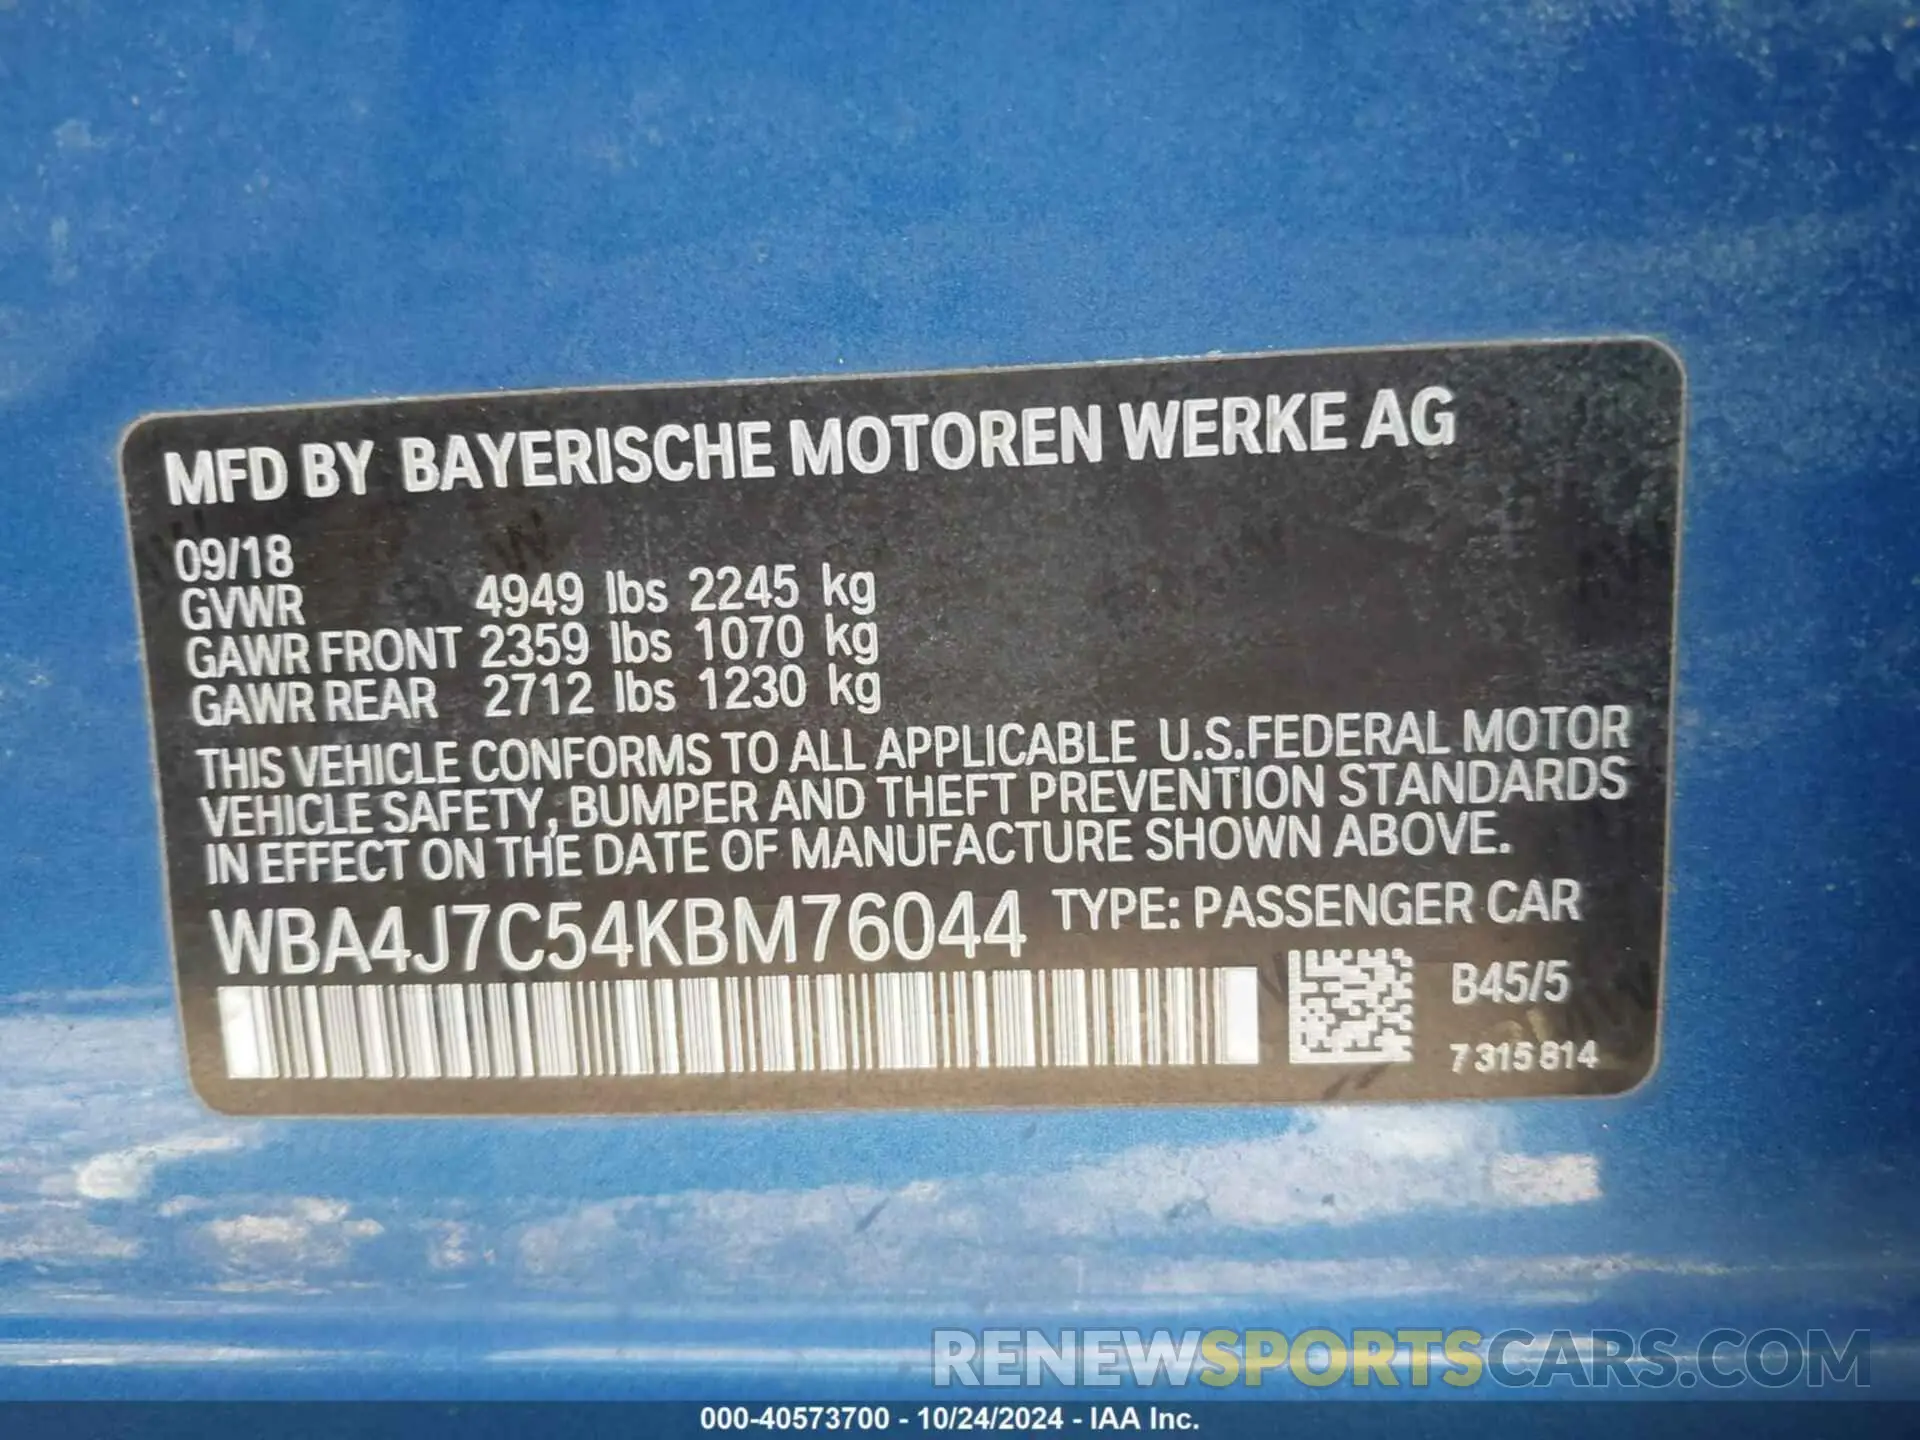 MFD BY BAYERISCHE MOTOREN WERKE AG
09/18
GVWR 4949 lbs 2245 kg
GAWR FRONT 2359 lbs 1070 kg
GAWR REAR 2712 lbs 1230 kg
THIS VEHICLE CONFORMS TO ALL APPLICABLE U.S.FEDERAL MOTOR
VEHICLE SAFETY, BUMPER AND THEFT PREVENTION STANDARDS
IN EFFECT ON THE DATE OF MANUFACTURE SHOWN ABOVE.
WBA4J7C54KBM76044 TYPE: PASSENGER CAR
B45/5
7 315 814
RENEWSPORTSCARS.COM
000-40573700 - 10/24/2024 - IAA Inc.